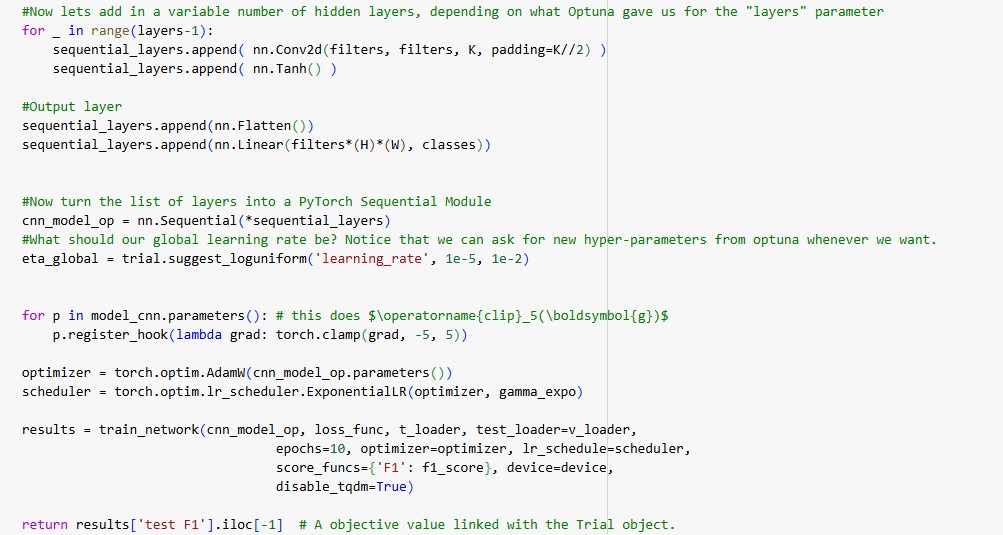 #Now lets add in a variable number of hidden layers, depending on what Optuna gave us for the "layers" parameter
for _ in range(layers-1):
    sequential_layers.append( nn.Conv2d(filters, filters, K, padding=K//2) )
    sequential_layers.append( nn.Tanh() )

#Output layer
sequential_layers.append(nn.Flatten())
sequential_layers.append(nn.Linear(filters*(H)*(W), classes))

#Now turn the list of layers into a PyTorch Sequential Module
cnn_model_op = nn.Sequential(*sequential_layers)
#What should our global learning rate be? Notice that we can ask for new hyper-parameters from optuna whenever we want.
eta_global = trial.suggest_loguniform('learning_rate', 1e-5, 1e-2)

for p in model_cnn.parameters(): # this does $\operatorname{clip}_5(\boldsymbol{g})$
    p.register_hook(lambda grad: torch.clamp(grad, -5, 5))

optimizer = torch.optim.AdamW(cnn_model_op.parameters())
scheduler = torch.optim.lr_scheduler.ExponentialLR(optimizer, gamma_expo)

results = train_network(cnn_model_op, loss_func, t_loader, test_loader=v_loader,
                                epochs=10, optimizer=optimizer, lr_schedule=scheduler,
                                score_funcs={'F1': f1_score}, device=device,
                                disable_tqdm=True)

return results['test F1'].iloc[-1]  # A objective value linked with the Trial object.